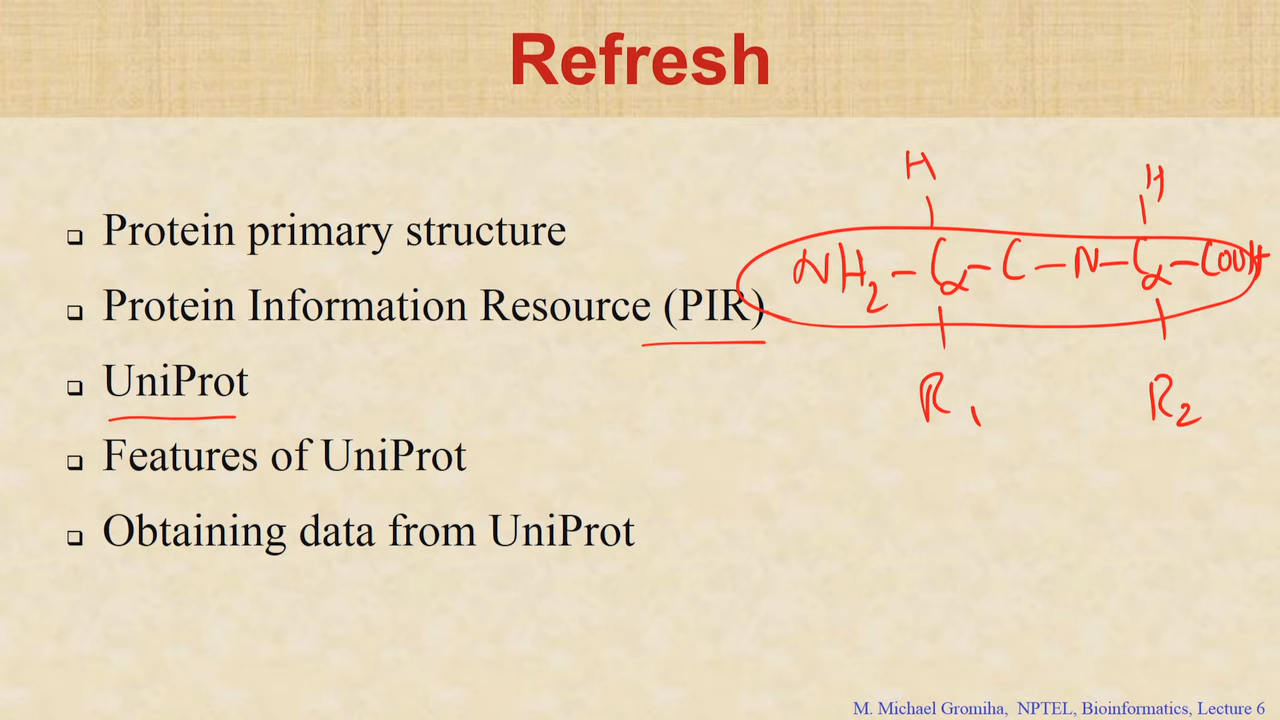 Refresh
Protein primary structure
Protein Information Resource (PIR)
UniProt
Features of UniProt
Obtaining data from UniProt
H H
NH₂ – Cα – C – N – Cα – COOH
R₁ R₂
M. Michael Gromiha, NPTEL, Bioinformatics, Lecture 6